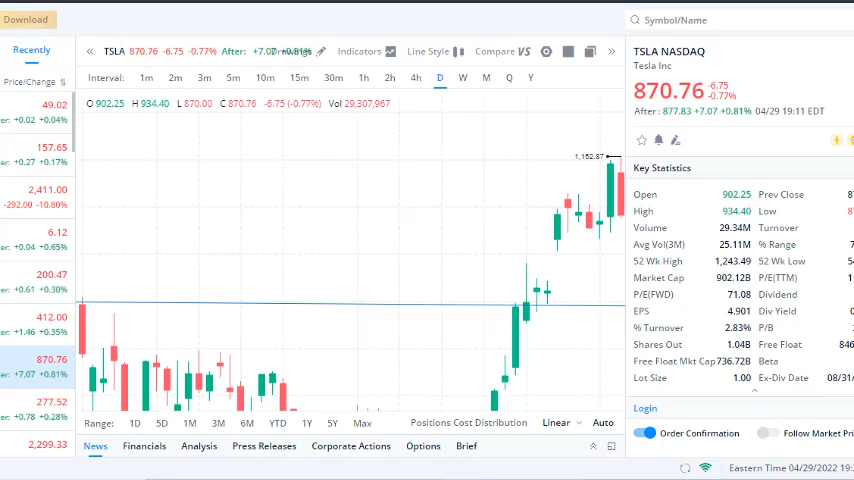 Download
Symbol/Name
Recently
Price/Change
49.02
er: +0.02 +0.04%
157.65
er: +0.27 +0.17%
2,411.00
-292.00 -10.80%
6.12
er: +0.04 +0.65%
200.47
er: +0.61 +0.30%
412.00
er: +1.46 +0.35%
870.76
er: +7.07 +0.81%
277.52
er: +0.78 +0.28%
2,299.33
TSLA 870.76 -6.75 -0.77% After: +7.07 +0.81% Indicators Line Style Compare VS
Interval: 1m 2m 3m 5m 10m 15m 30m 1h 2h 4h D W M Q Y
O 902.25 H 934.40 L 870.00 C 870.76 -6.75 (-0.77%) Vol 29,307,967
1,152.87
Range: 1D 5D 1M 3M 6M YTD 1Y 5Y Max Positions Cost Distribution Linear Auto
News Financials Analysis Press Releases Corporate Actions Options Brief
TSLA NASDAQ
Tesla Inc
870.76 -6.75 -0.77%
After: 877.83 +7.07 +0.81% 04/29 19:11 EDT
Key Statistics
Open 902.25 Prev Close 87
High 934.40 Low 87
Volume 29.34M Turnover
Avg Vol(3M) 25.11M % Range 7
52 Wk High 1,243.49 52 Wk Low 54
Market Cap 902.12B P/E(TTM) 1
P/E(FWD) 71.08 Dividend
EPS 4.901 Div Yield 0
% Turnover 2.83% P/B
Shares Out 1.04B Free Float 846
Free Float Mkt Cap 736.72B Beta
Lot Size 1.00 Ex-Div Date 08/31/
Login
Order Confirmation Follow Market Pri
Eastern Time 04/29/2022 19: